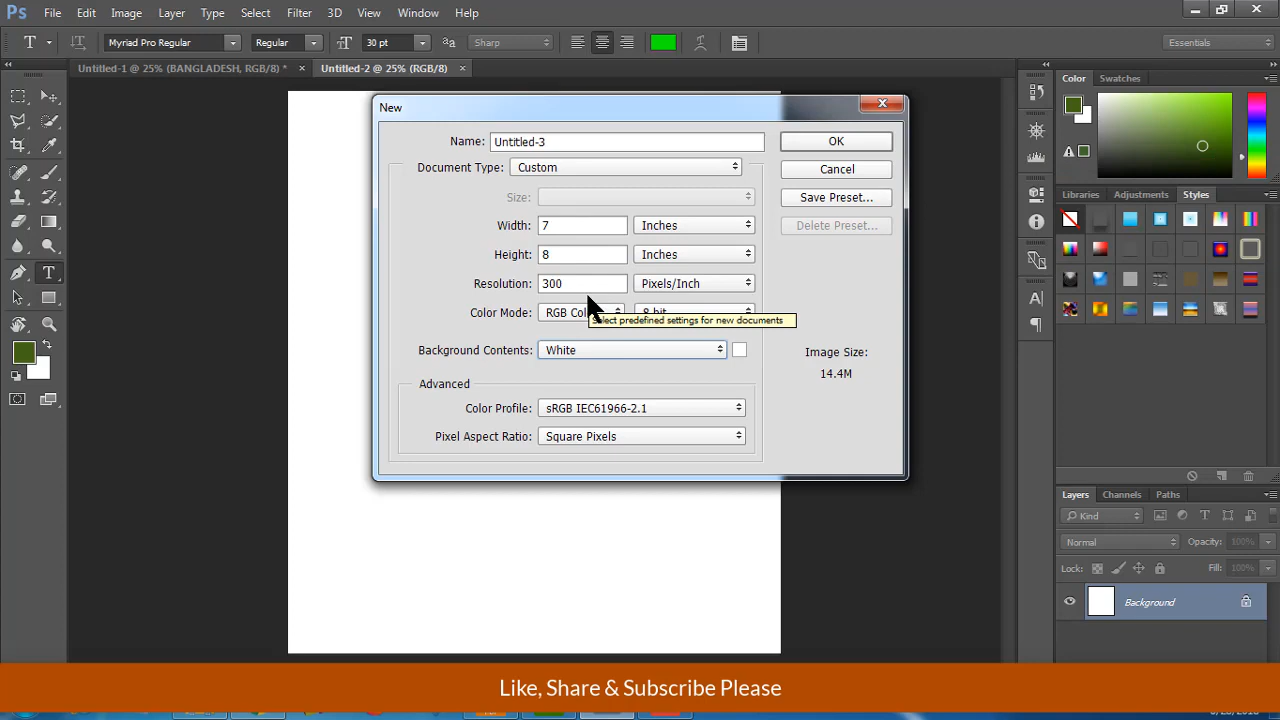 Ps File Edit Image Layer Type Select Filter 3D View Window Help
T Myriad Pro Regular Regular 30 pt Sharp Essentials
Untitled-1 @ 25% (BANGLADESH, RGB/8) * Untitled-2 @ 25% (RGB/8)
New
Name: Untitled-3 OK
Document Type: Custom Cancel
Size: Save Preset...
Width: 7 Inches Delete Preset...
Height: 8 Inches
Resolution: 300 Pixels/Inch
Color Mode: 8 bit
Select predefined settings for new documents
Background Contents: White
Image Size:
14.4M
Advanced
Color Profile: sRGB IEC61966-2.1
Pixel Aspect Ratio: Square Pixels
Color Swatches
Libraries Adjustments Styles
Layers Channels Paths
Kind
Normal Opacity: 100%
Lock: Fill: 100%
Background
Like, Share & Subscribe Please